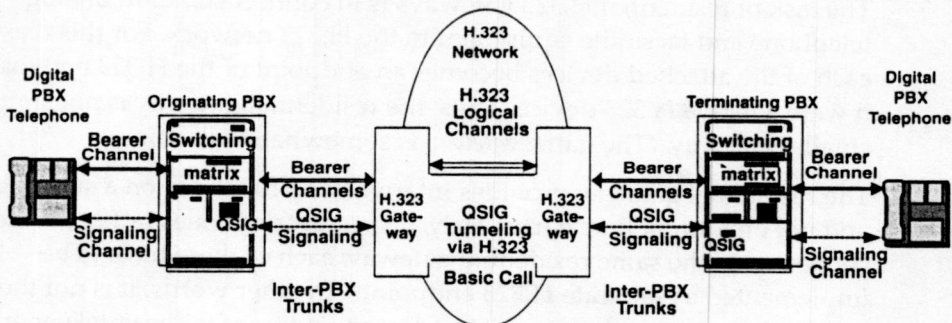 H.323
Network
Digital
PBX
Telephone
Originating PBX
H.323
Logical
Channels
Terminating PBX
Digital
PBX
Telephone
Bearer
Channel
Switching
matrix
Bearer
Channels
Bearer
Channels
Switching
matrix
Bearer
Channel
Signaling
Channel
QSIG
QSIG
Signaling
H.323
Gate-
way
QSIG
Tunneling
via H.323
Basic Call
H.323
Gate-
way
QSIG
Signaling
QSIG
Signaling
Channel
Inter-PBX
Trunks
Inter-PBX
Trunks